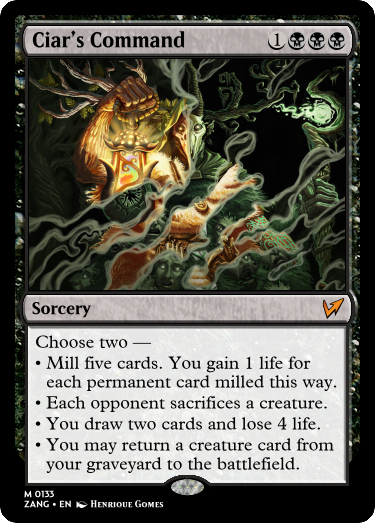 Ciar's Command 1
Sorcery
Choose two —
• Mill five cards. You gain 1 life for
each permanent card milled this way.
• Each opponent sacrifices a creature.
• You draw two cards and lose 4 life.
• You may return a creature card from
your graveyard to the battlefield.
M 0133
ZANG • EN Henrique Gomes